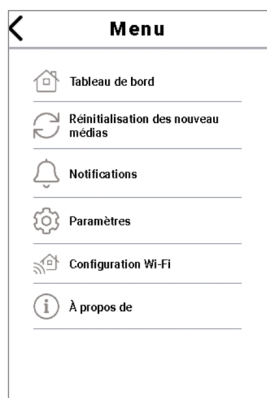 Menu
Tableau de bord
Réinitialisation des nouveau
médias
Notifications
Paramètres
Configuration Wi-Fi
À propos de